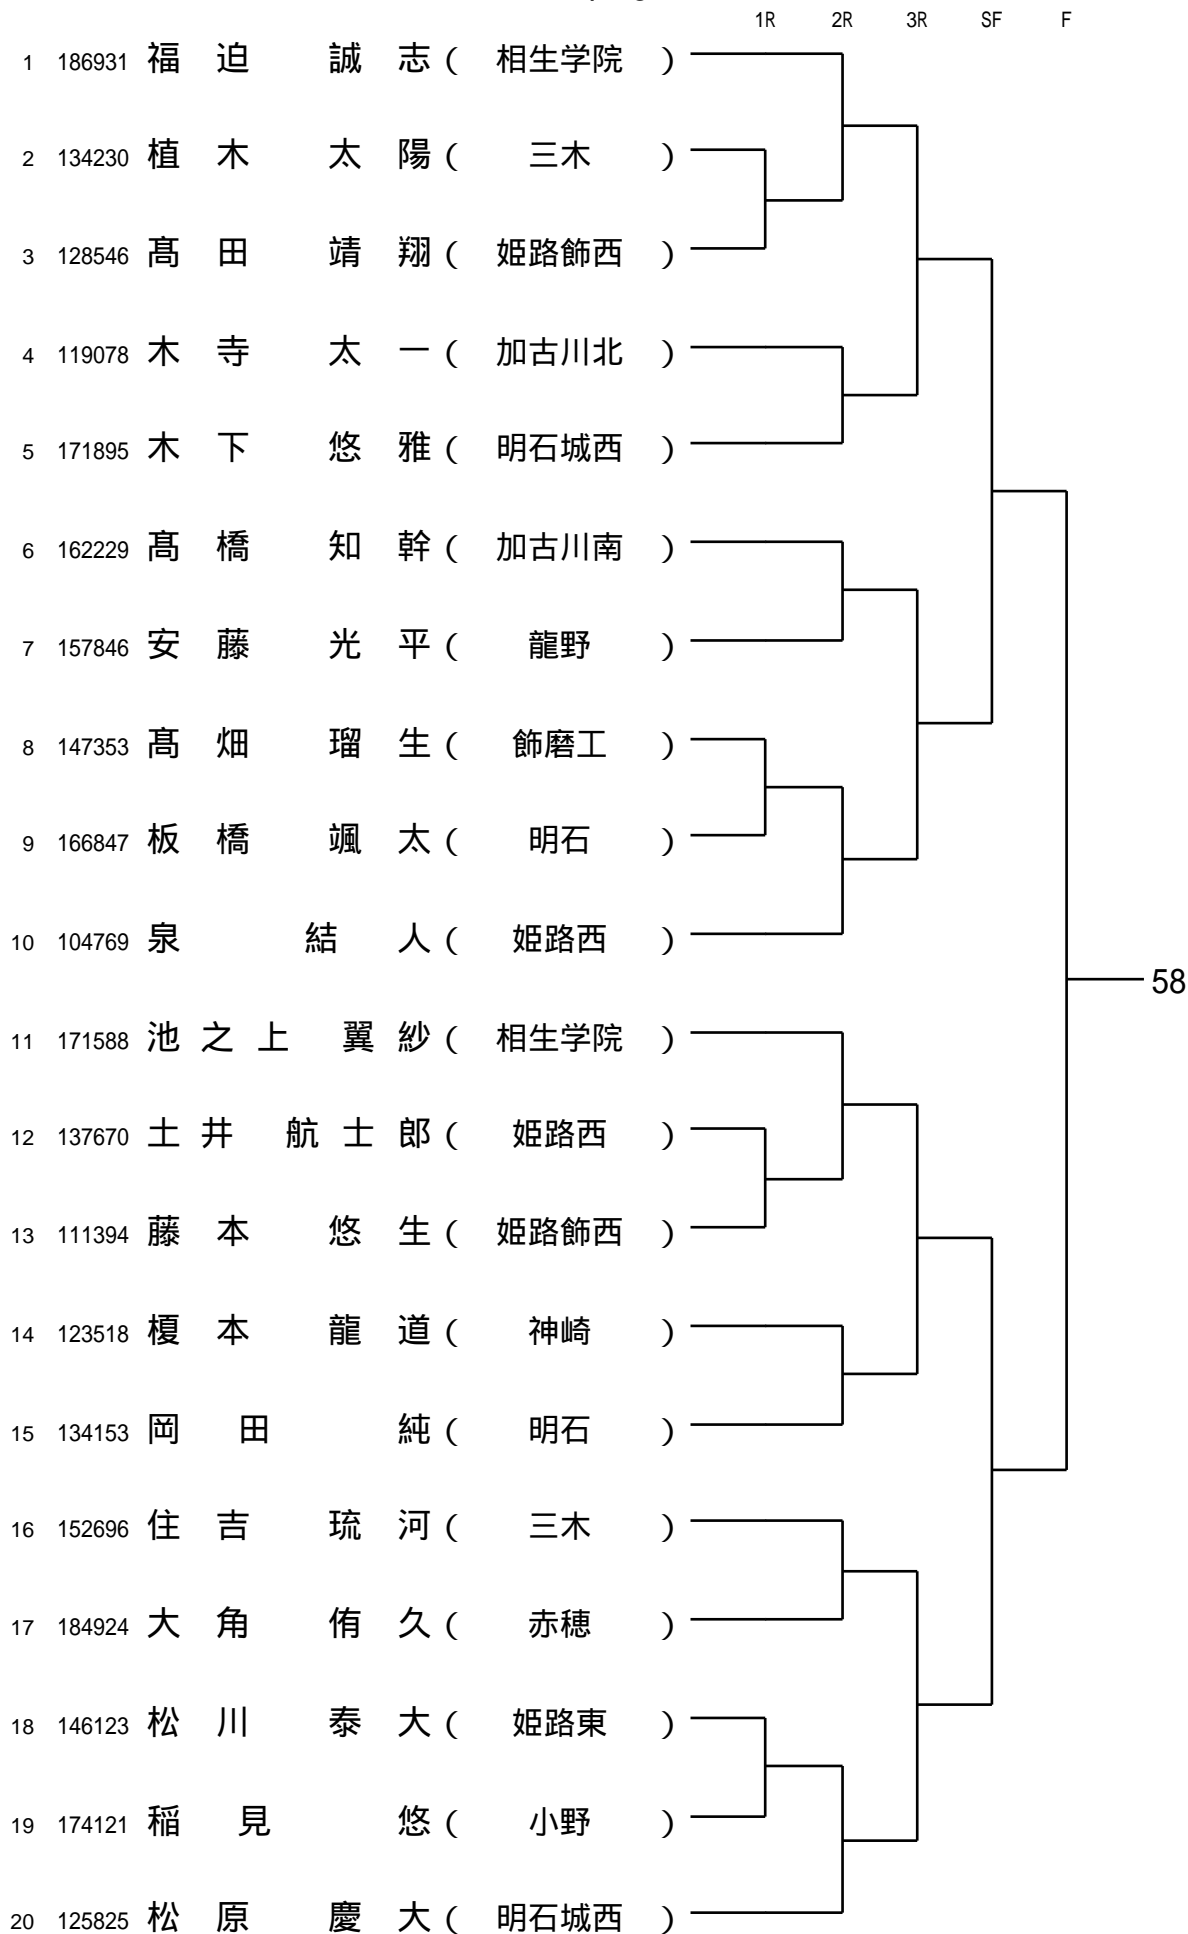 1R 2R 3R SF F
1 186931 福 迫 誠 志 ( 相生学院 )
2 134230 植 木 太 陽 ( 三木 )
3 128546 髙 田 靖 翔 ( 姫路飾西 )
4 119078 木 寺 太 一 ( 加古川北 )
5 171895 木 下 悠 雅 ( 明石城西 )
6 162229 髙 橋 知 幹 ( 加古川南 )
7 157846 安 藤 光 平 ( 龍野 )
8 147353 髙 畑 瑠 生 ( 飾磨工 )
9 166847 板 橋 颯 太 ( 明石 )
10 104769 泉 結 人 ( 姫路西 )
58
11 171588 池 之 上 翼 紗 ( 相生学院 )
12 137670 土 井 航 士 郎 ( 姫路西 )
13 111394 藤 本 悠 生 ( 姫路飾西 )
14 123518 榎 本 龍 道 ( 神崎 )
15 134153 岡 田 純 ( 明石 )
16 152696 住 吉 琉 河 ( 三木 )
17 184924 大 角 侑 久 ( 赤穂 )
18 146123 松 川 泰 大 ( 姫路東 )
19 174121 稲 見 悠 ( 小野 )
20 125825 松 原 慶 大 ( 明石城西 )